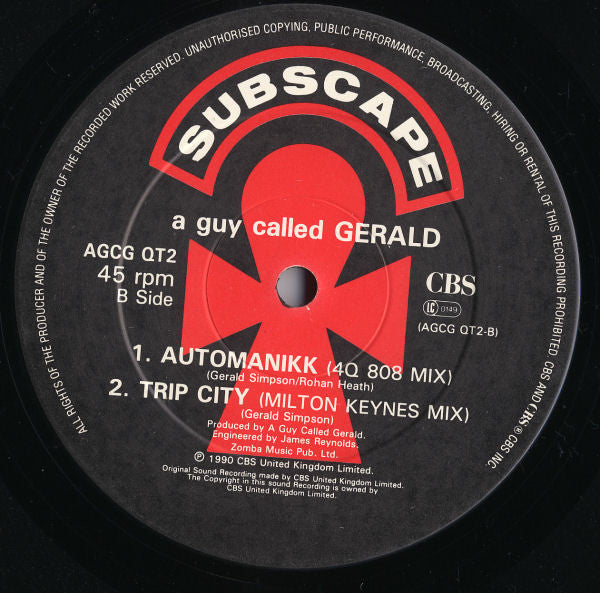 ALL RIGHTS OF THE PRODUCER AND OF THE OWNER OF THE RECORDED WORK RESERVED. UNAUTHORISED COPYING, PUBLIC PERFORMANCE, BROADCASTING, HIRING OR RENTAL OF THIS RECORDING PROHIBITED. CBS AND CBS ® CBS INC.
SUBSCAPE
a guy called GERALD
AGCG QT2
45 rpm
B Side
CBS
LC 0149
(AGCG QT2-B)
1. AUTOMANIKK (4Q 808 MIX)
(Gerald Simpson/Rohan Heath)
2. TRIP CITY (MILTON KEYNES MIX)
(Gerald Simpson)
Produced by A Guy Called Gerald.
Engineered by James Reynolds.
Zomba Music Pub. Ltd.
℗ 1990 CBS United Kingdom Limited.
Original Sound Recording made by CBS United Kingdom Limited.
The Copyright in this sound Recording is owned by
CBS United Kingdom Limited.